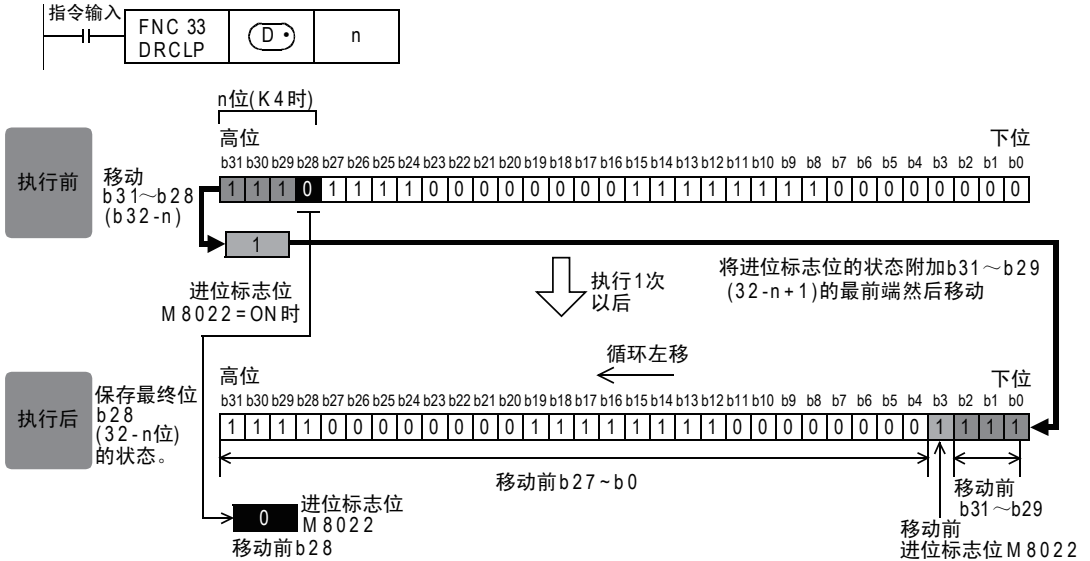 指令输入
FNC 33
DRCLP
D·
n
n位(K4时)
高位
下位
b31 b30 b29 b28 b27 b26 b25 b24 b23 b22 b21 b20 b19 b18 b17 b16 b15 b14 b13 b12 b11 b10 b9 b8 b7 b6 b5 b4 b3 b2 b1 b0
执行前
移动
b31～b28
(b32-n)
1 1 1 0 1 1 1 1 0 0 0 0 0 0 0 0 1 1 1 1 1 1 1 1 0 0 0 0 0 0 0 0
1
进位标志位
M8022=ON时
执行1次
以后
将进位标志位的状态附加b31～b29
(32-n+1)的最前端然后移动
循环左移
高位
下位
b31 b30 b29 b28 b27 b26 b25 b24 b23 b22 b21 b20 b19 b18 b17 b16 b15 b14 b13 b12 b11 b10 b9 b8 b7 b6 b5 b4 b3 b2 b1 b0
执行后
保存最终位
b28
(32-n位)
的状态。
1 1 1 1 0 0 0 0 0 0 0 0 1 1 1 1 1 1 1 1 0 0 0 0 0 0 0 0 1 1 1 1
移动前b27~b0
移动前
b31～b29
0
进位标志位
M8022
移动前b28
移动前
进位标志位M8022